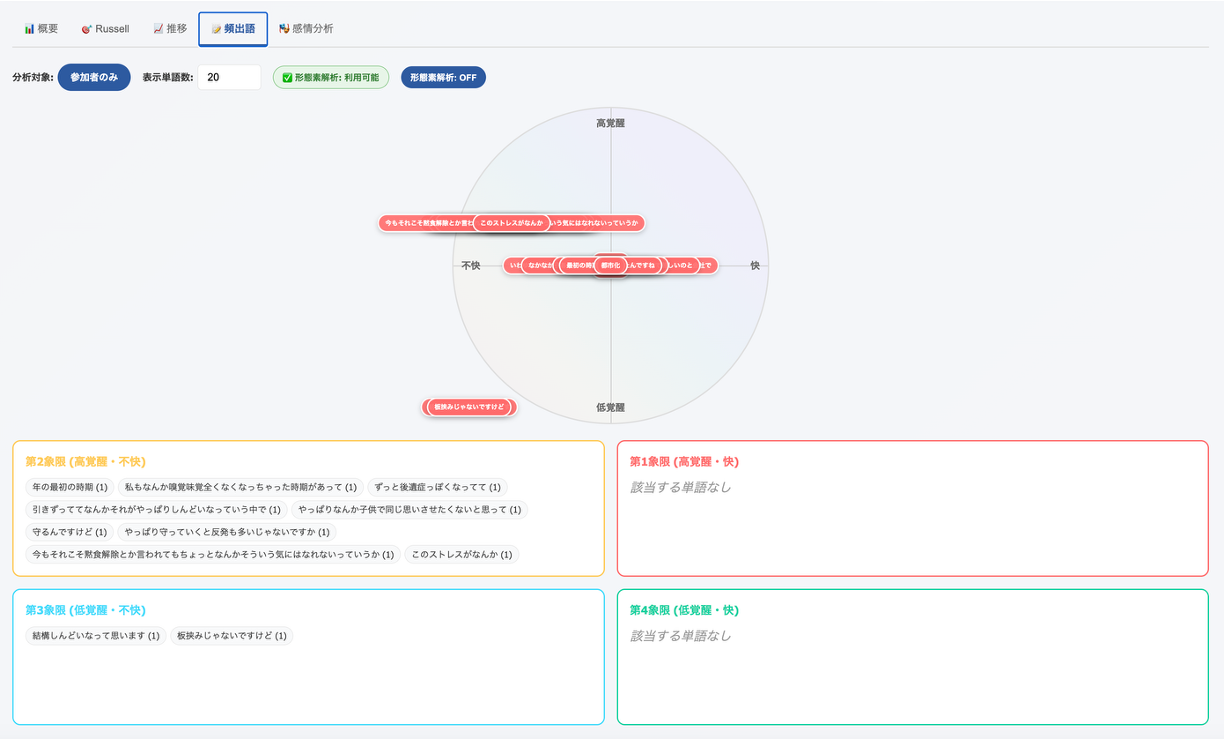 概要 Russell 推移 頻出語 感情分析
分析対象: 参加者のみ 表示単語数: 20 形態素解析: 利用可能 形態素解析: OFF
高覚醒
今もそれこそ黙食解除とか言わ このストレスがなんか いう気にはなれないっていうか
不快 なかなか 最初の時 都市化 んですね しいのと 快
板挟みじゃないですけど
低覚醒
第2象限 (高覚醒・不快)
年の最初の時期 (1) 私もなんか嗅覚味覚全くなくなっちゃった時期があって (1) ずっと後遺症っぽくなってて (1)
引きずっててなんかそれがやっぱりしんどいなっていう中で (1) やっぱりなんか子供で同じ思いさせたくないと思って (1)
守るんですけど (1) やっぱり守っていくと反発も多いじゃないですか (1)
今もそれこそ黙食解除とか言われてもちょっとなんかそういう気にはなれないっていうか (1) このストレスがなんか (1)
第1象限 (高覚醒・快)
該当する単語なし
第3象限 (低覚醒・不快)
結構しんどいなって思います (1) 板挟みじゃないですけど (1)
第4象限 (低覚醒・快)
該当する単語なし